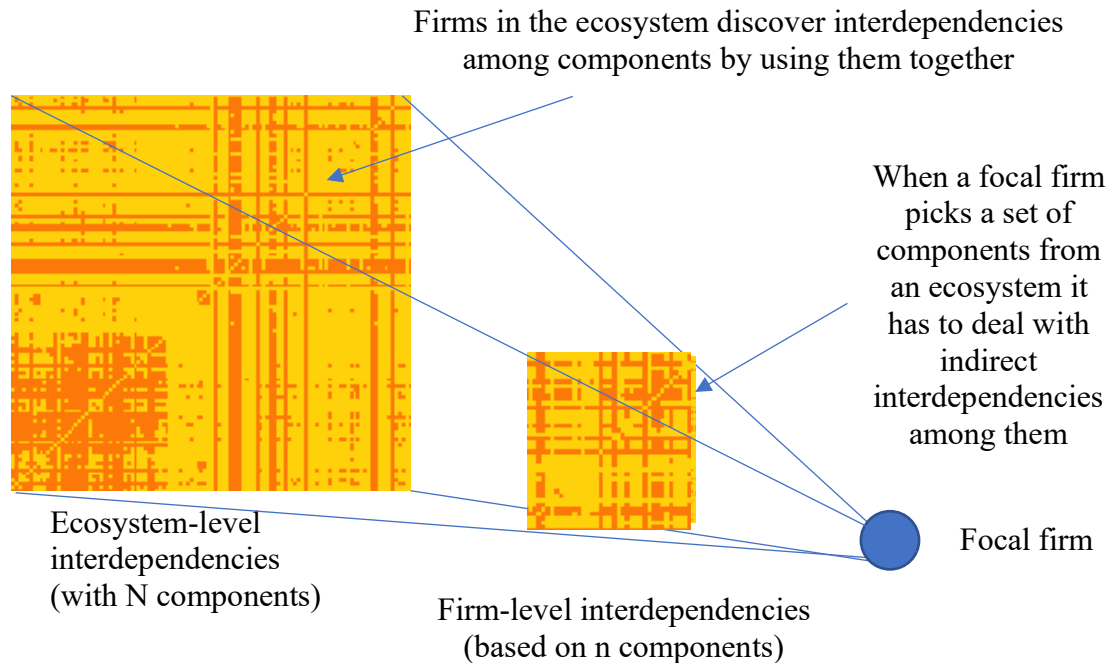 Firms in the ecosystem discover interdependencies
among components by using them together
When a focal firm
picks a set of
components from
an ecosystem it
has to deal with
indirect
interdependencies
among them
Ecosystem-level
interdependencies
(with N components)
Focal firm
Firm-level interdependencies
(based on n components)